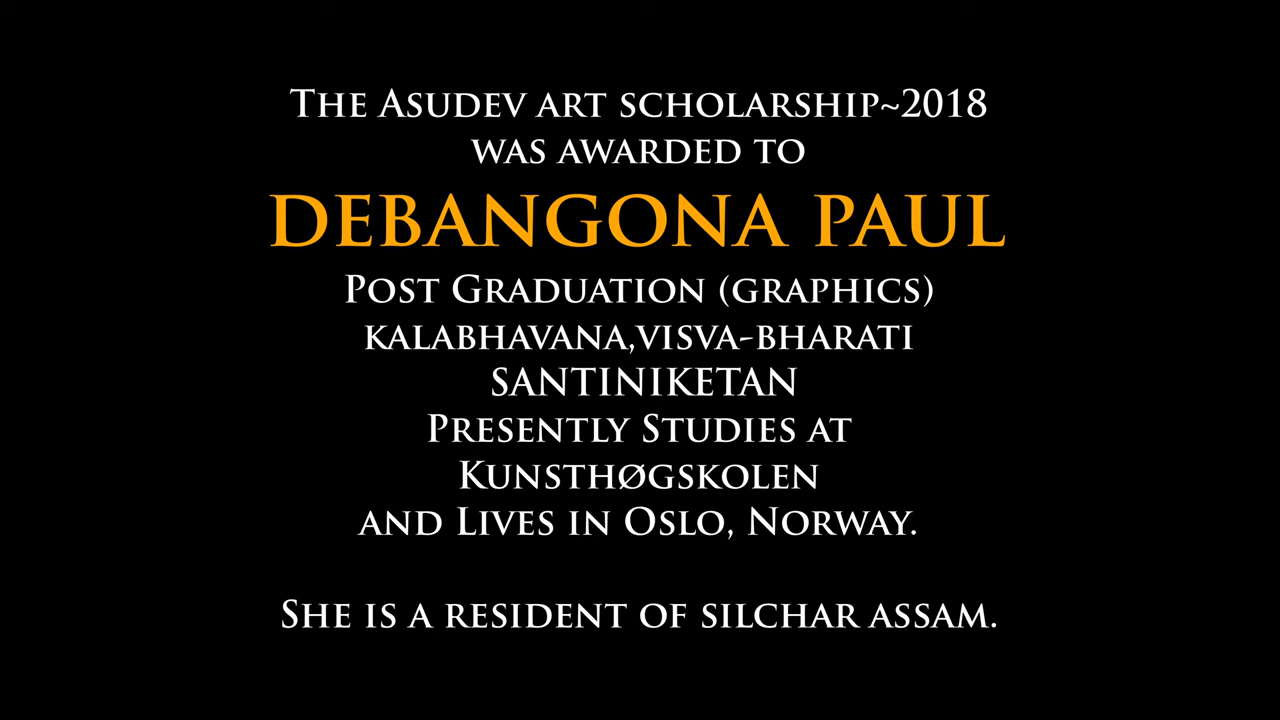 The Asudev art scholarship~2018
was awarded to
DEBANGONA PAUL
Post Graduation (graphics)
kalabhavana,visva-bharati
SANTINIKETAN
Presently Studies at
Kunsthøgskolen
and Lives in Oslo, Norway.
She is a resident of silchar assam.